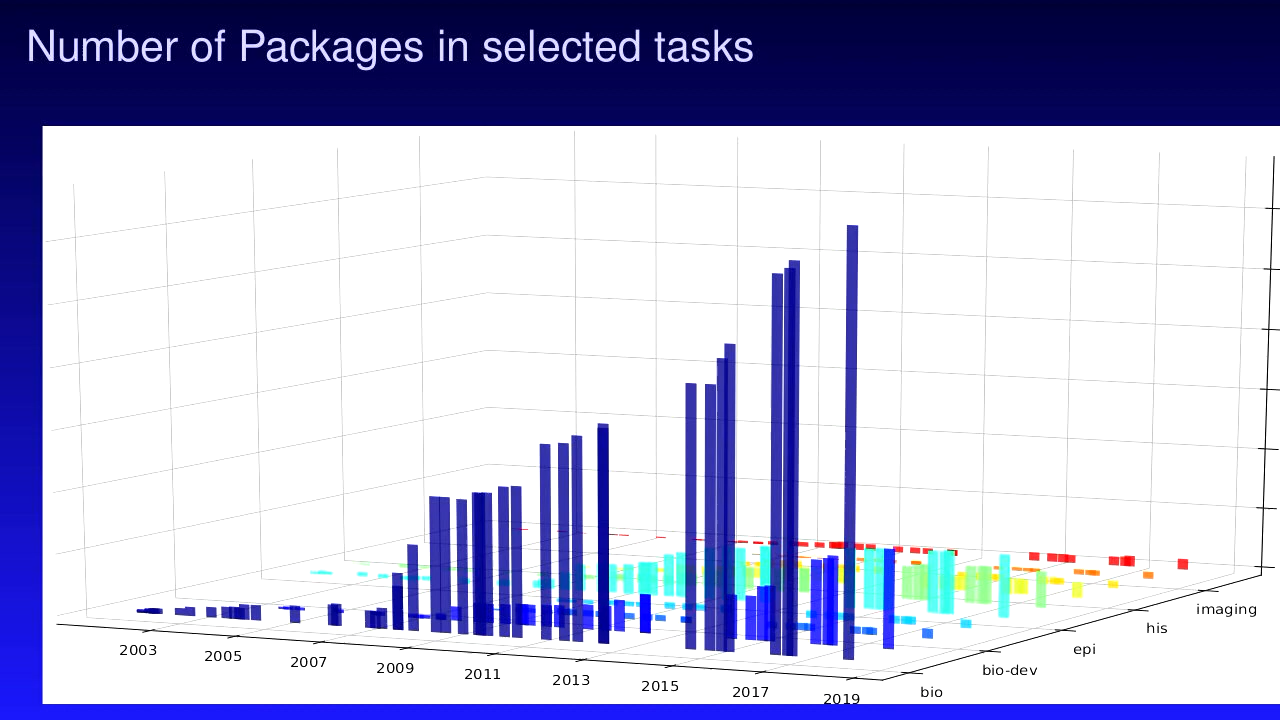 Number of Packages in selected tasks
2003
2005
2007
2009
2011
2013
2015
2017
2019
bio
bio-dev
epi
his
imaging